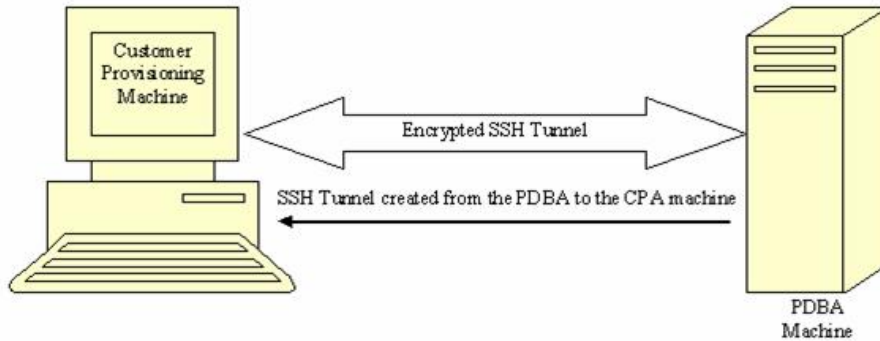 Customer
Provisioning
Machine
Encrypted SSH Tunnel
SSH Tunnel created from the PDBA to the CPA machine
PDBA
Machine